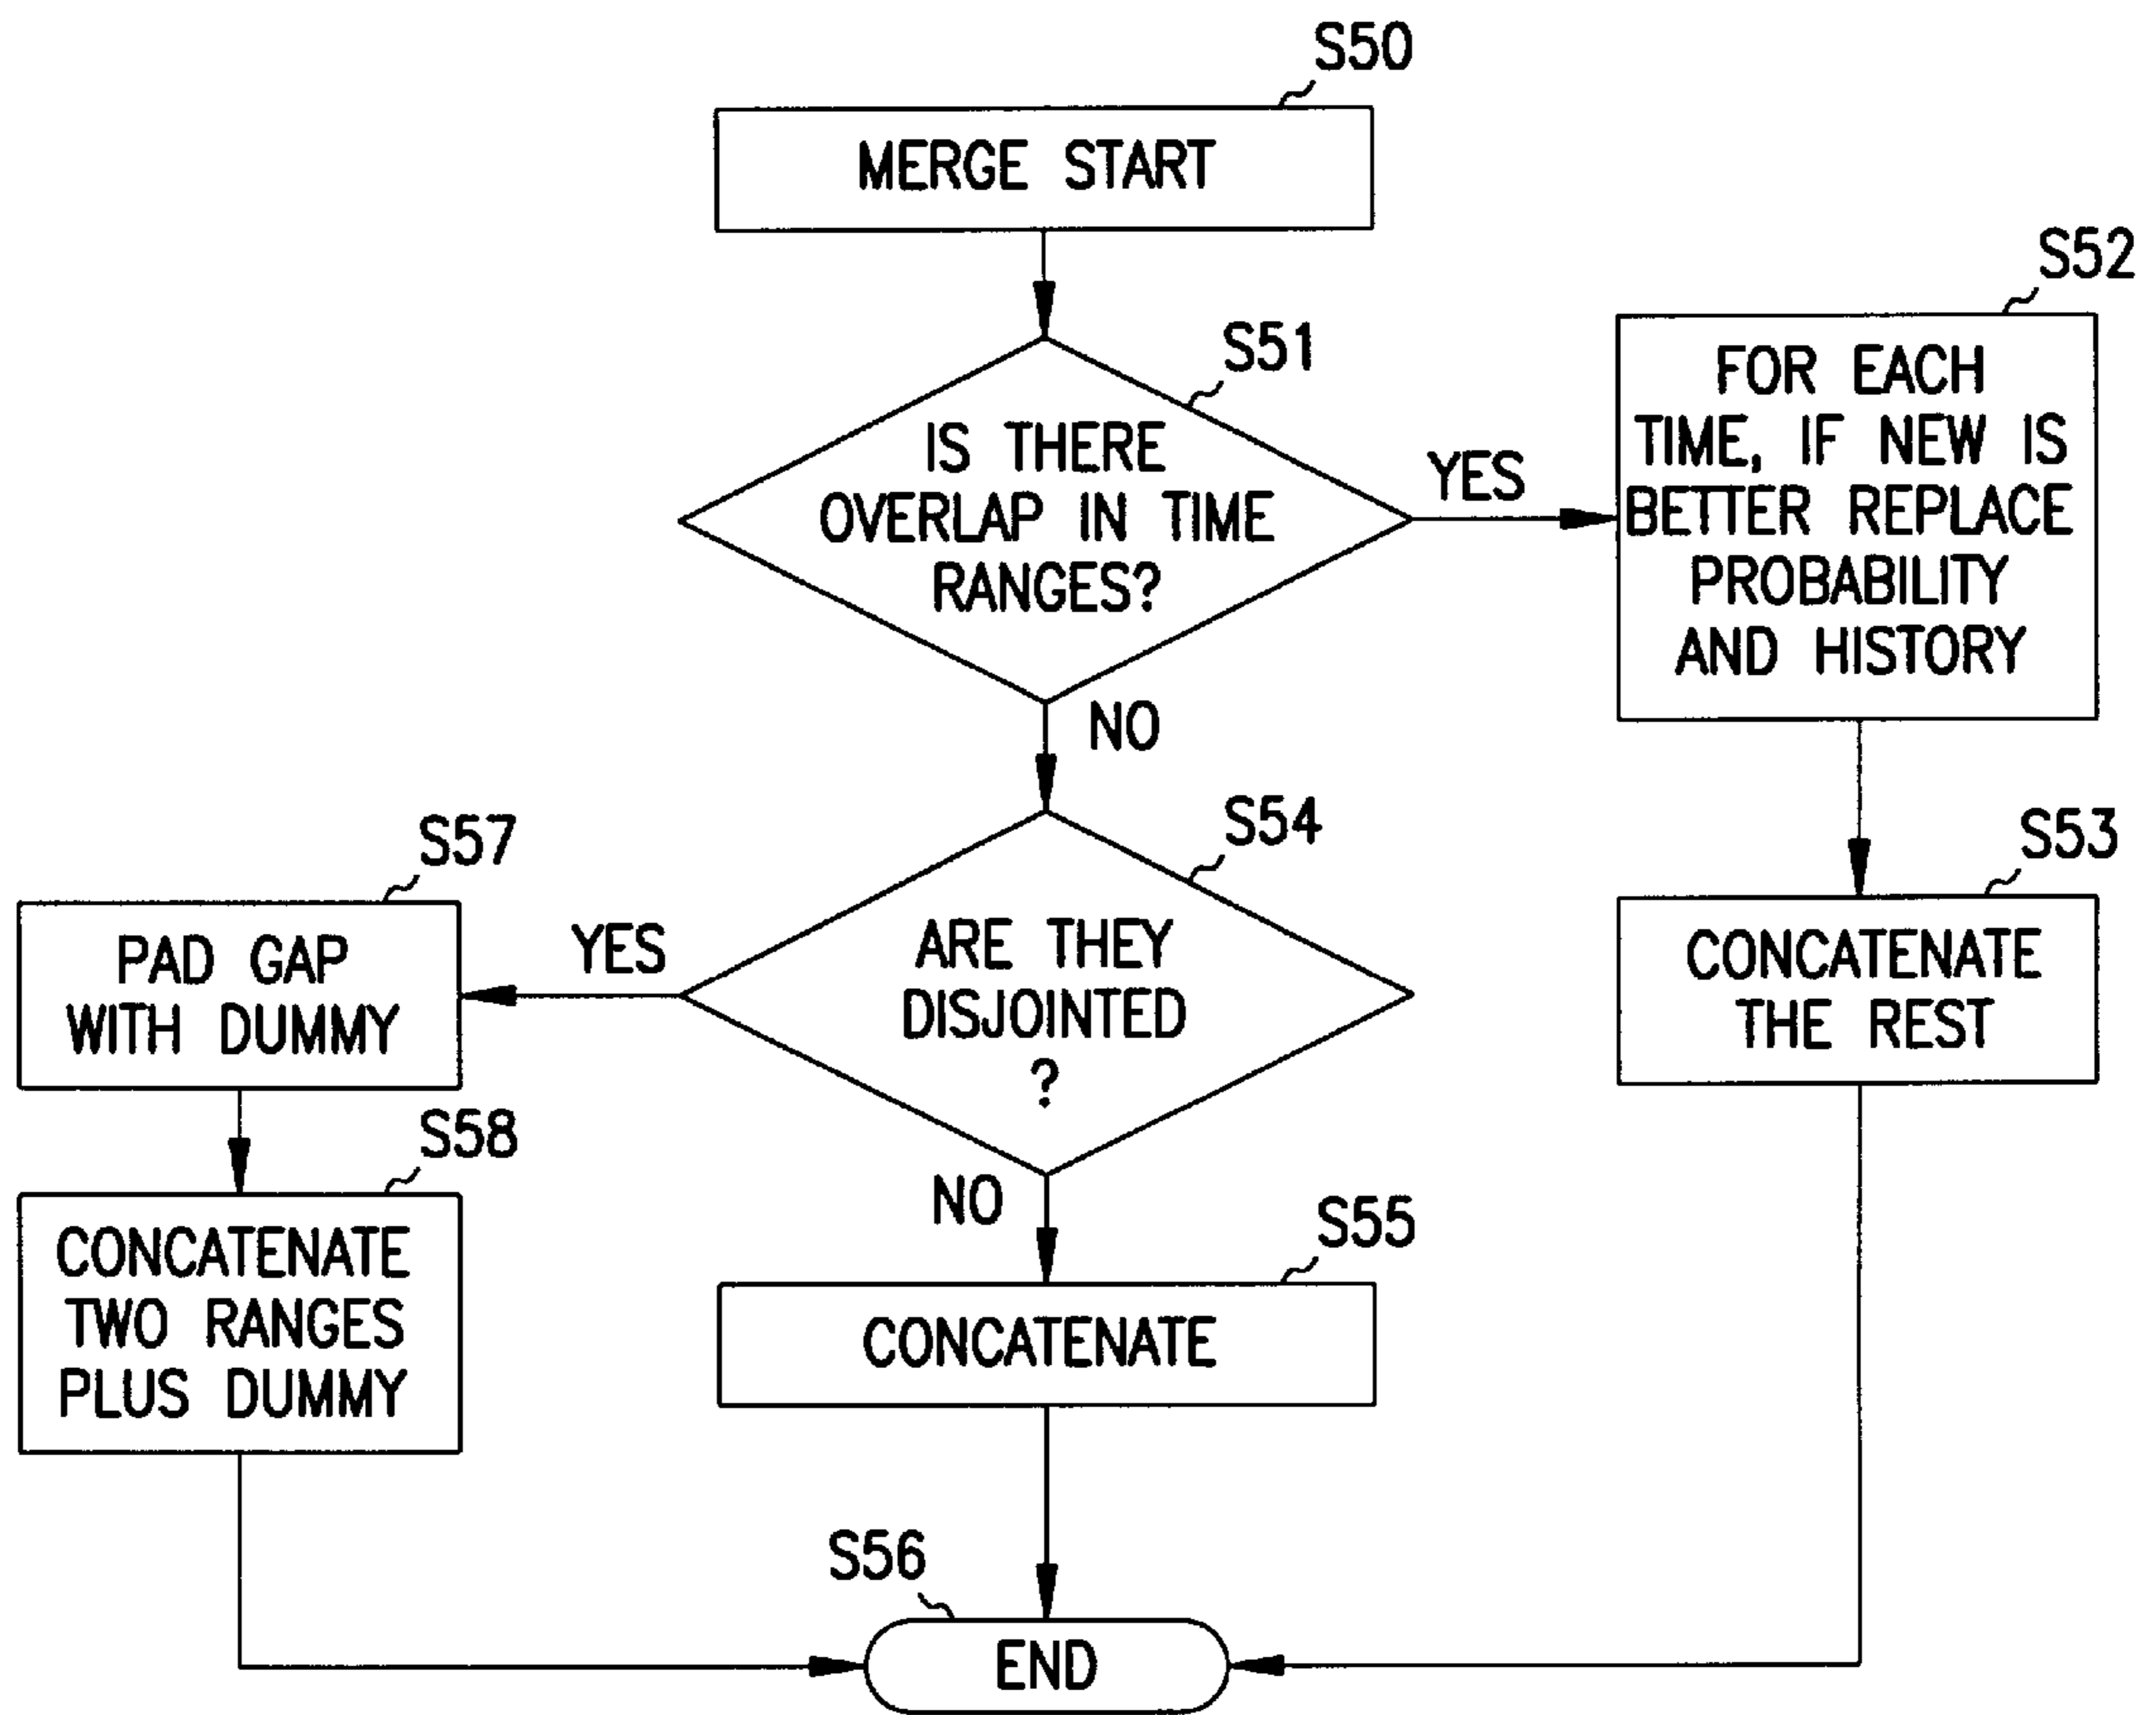 S50
MERGE START
S51
IS THERE
OVERLAP IN TIME
RANGES?
YES
NO
S52
FOR EACH
TIME, IF NEW IS
BETTER REPLACE
PROBABILITY
AND HISTORY
S53
CONCATENATE
THE REST
S54
ARE THEY
DISJOINTED
?
YES
NO
S57
PAD GAP
WITH DUMMY
S58
CONCATENATE
TWO RANGES
PLUS DUMMY
S55
CONCATENATE
S56
END